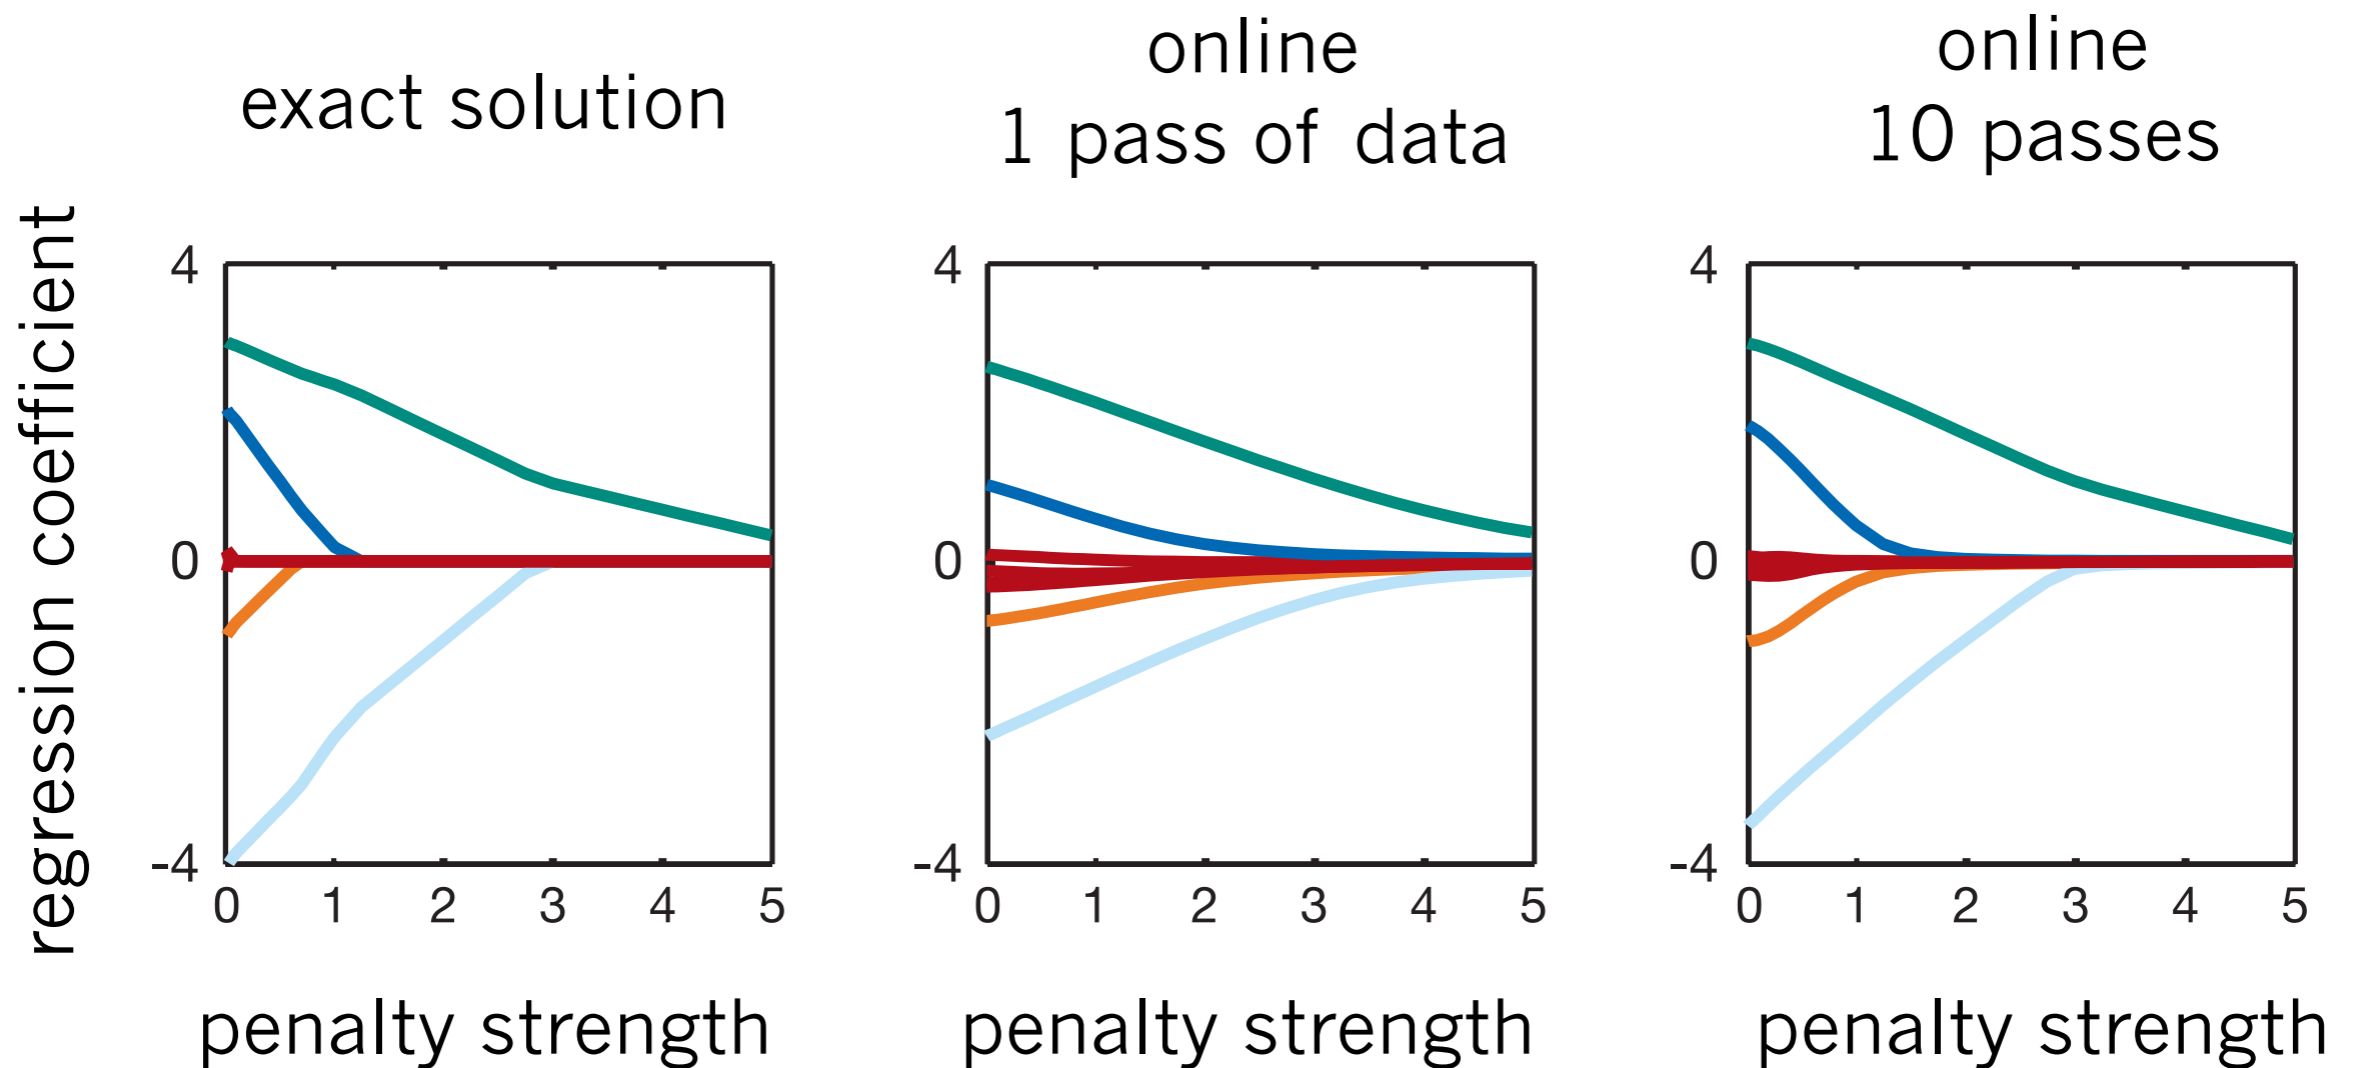 exact solution
online
1 pass of data
online
10 passes
regression coefficient
4
0
-4
0 1 2 3 4 5
penalty strength
4
0
-4
0 1 2 3 4 5
penalty strength
4
0
-4
0 1 2 3 4 5
penalty strength